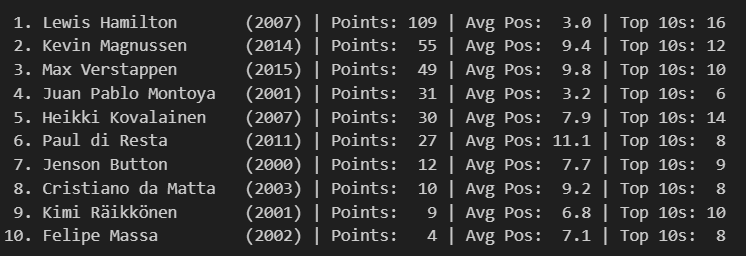 1. Lewis Hamilton (2007) | Points: 109 | Avg Pos: 3.0 | Top 10s: 16
2. Kevin Magnussen (2014) | Points: 55 | Avg Pos: 9.4 | Top 10s: 12
3. Max Verstappen (2015) | Points: 49 | Avg Pos: 9.8 | Top 10s: 10
4. Juan Pablo Montoya (2001) | Points: 31 | Avg Pos: 3.2 | Top 10s: 6
5. Heikki Kovalainen (2007) | Points: 30 | Avg Pos: 7.9 | Top 10s: 14
6. Paul di Resta (2011) | Points: 27 | Avg Pos: 11.1 | Top 10s: 8
7. Jenson Button (2000) | Points: 12 | Avg Pos: 7.7 | Top 10s: 9
8. Cristiano da Matta (2003) | Points: 10 | Avg Pos: 9.2 | Top 10s: 8
9. Kimi Räikkönen (2001) | Points: 9 | Avg Pos: 6.8 | Top 10s: 10
10. Felipe Massa (2002) | Points: 4 | Avg Pos: 7.1 | Top 10s: 8